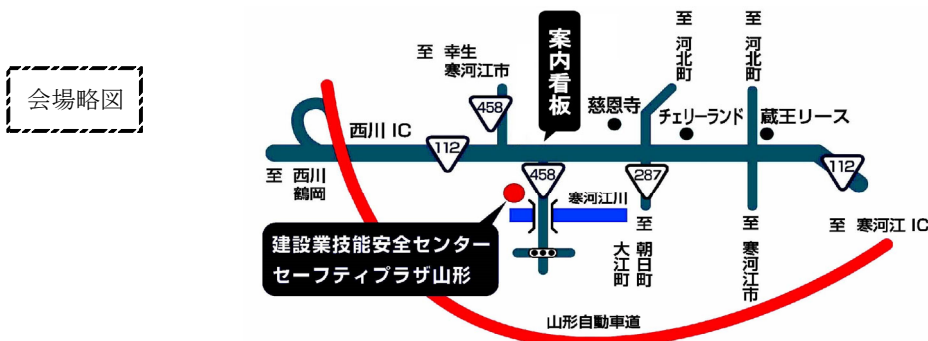 会場略図
案内看板
至 幸生
寒河江市
至 河北町
至 河北町
458
慈恩寺
チェリーランド
蔵王リース
西川 IC
112
458
287
112
至 西川
鶴岡
寒河江川
建設業技能安全センター
セーフティプラザ山形
至 朝日町
大江町
至 寒河江市
至 寒河江 IC
山形自動車道